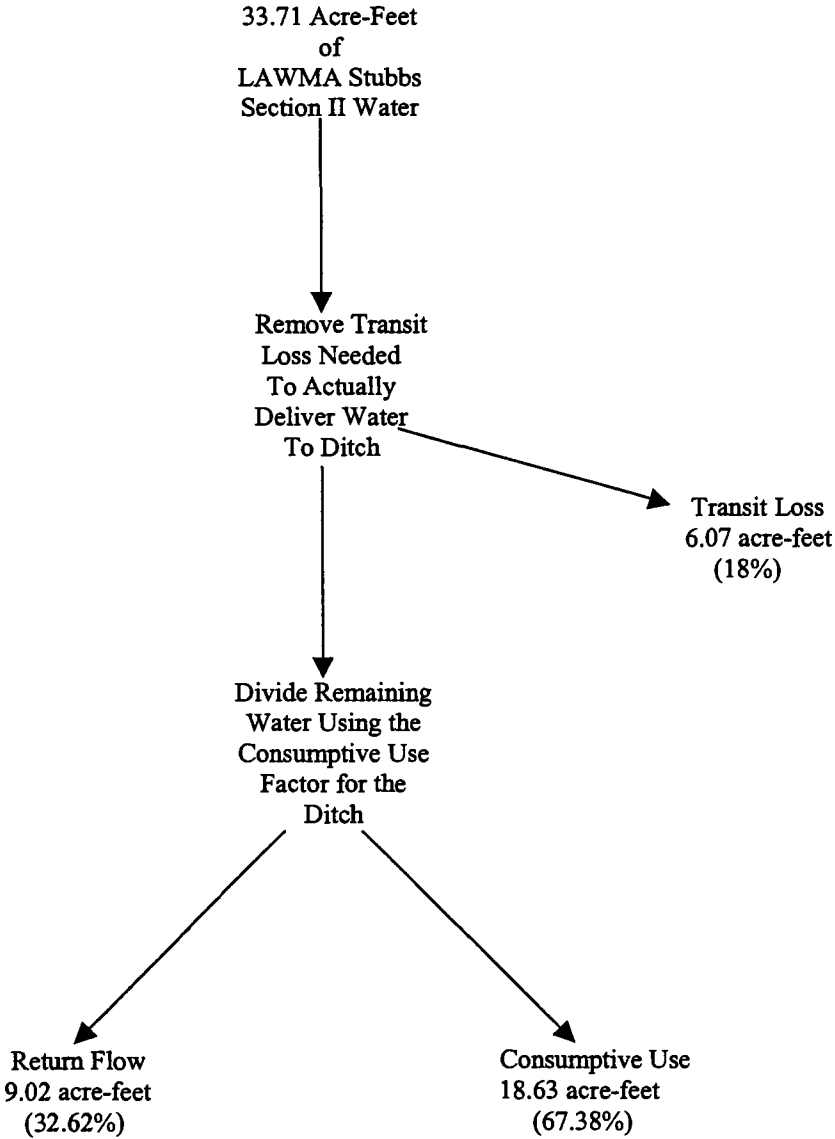 33.71 Acre-Feet
of
LAWMA Stubbs
Section II Water
Remove Transit
Loss Needed
To Actually
Deliver Water
To Ditch
Transit Loss
6.07 acre-feet
(18%)
Divide Remaining
Water Using the
Consumptive Use
Factor for the
Ditch
Return Flow
9.02 acre-feet
(32.62%)
Consumptive Use
18.63 acre-feet
(67.38%)